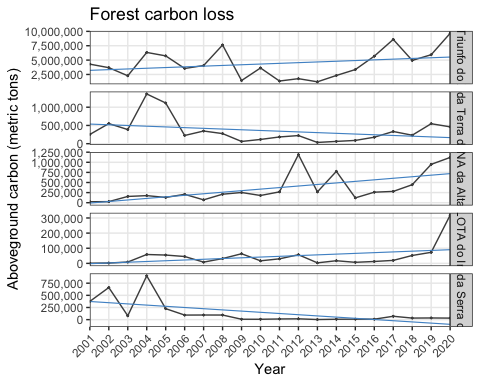 Forest carbon loss
10,000,000
7,500,000
5,000,000
2,500,000
Triunfo do
1,000,000
500,000
0
da Terra d
1,250,000
1,000,000
750,000
500,000
250,000
0
NA da Alta
300,000
200,000
100,000
0
LOTA do I
750,000
500,000
250,000
0
da Serra d
2001 2002 2003 2004 2005 2006 2007 2008 2009 2010 2011 2012 2013 2014 2015 2016 2017 2018 2019 2020
Year
Aboveground carbon (metric tons)